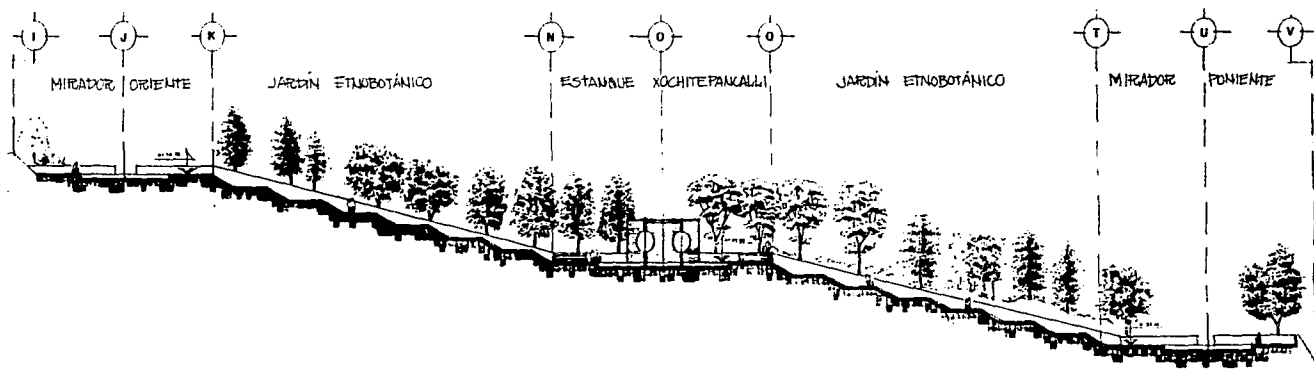 I J K N O Q T U V
MIRADOR ORIENTE JARDÍN ETNOBOTÁNICO ESTANQUE XOCHITEPANCALLI JARDÍN ETNOBOTÁNICO MIRADOR PONIENTE